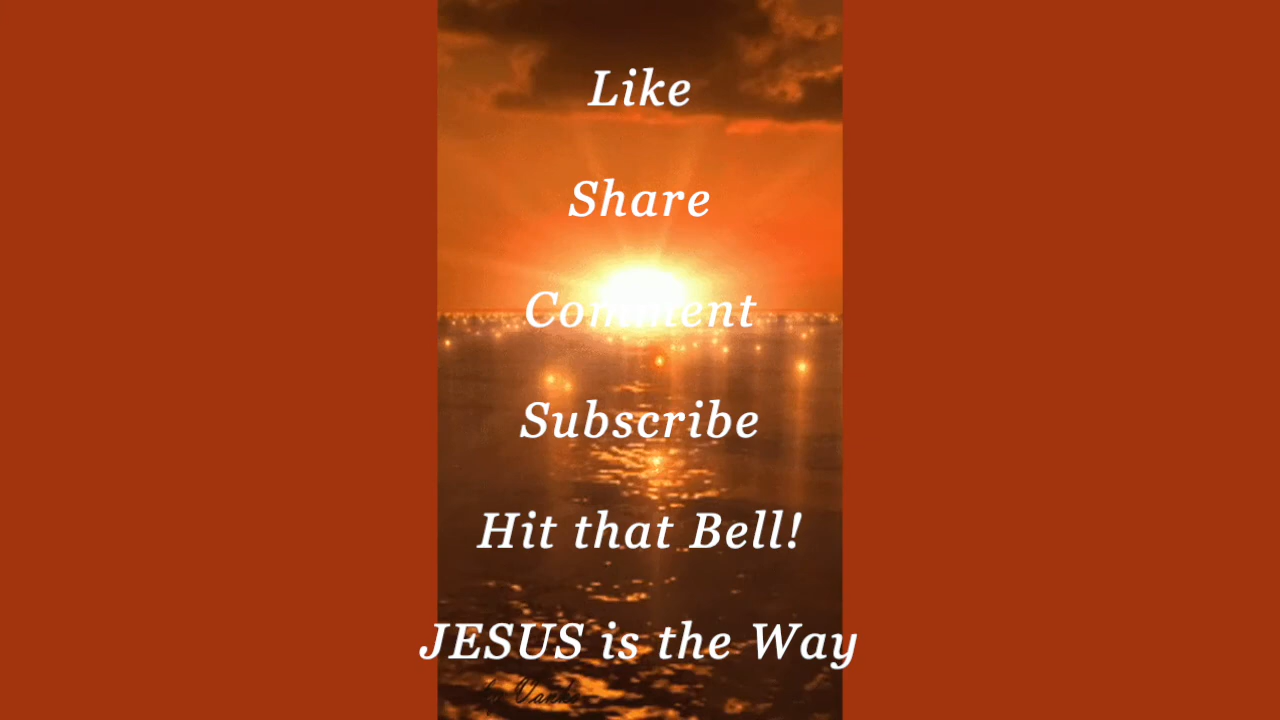 Like
Share
Comment
Subscribe
Hit that Bell!
JESUS is the Way